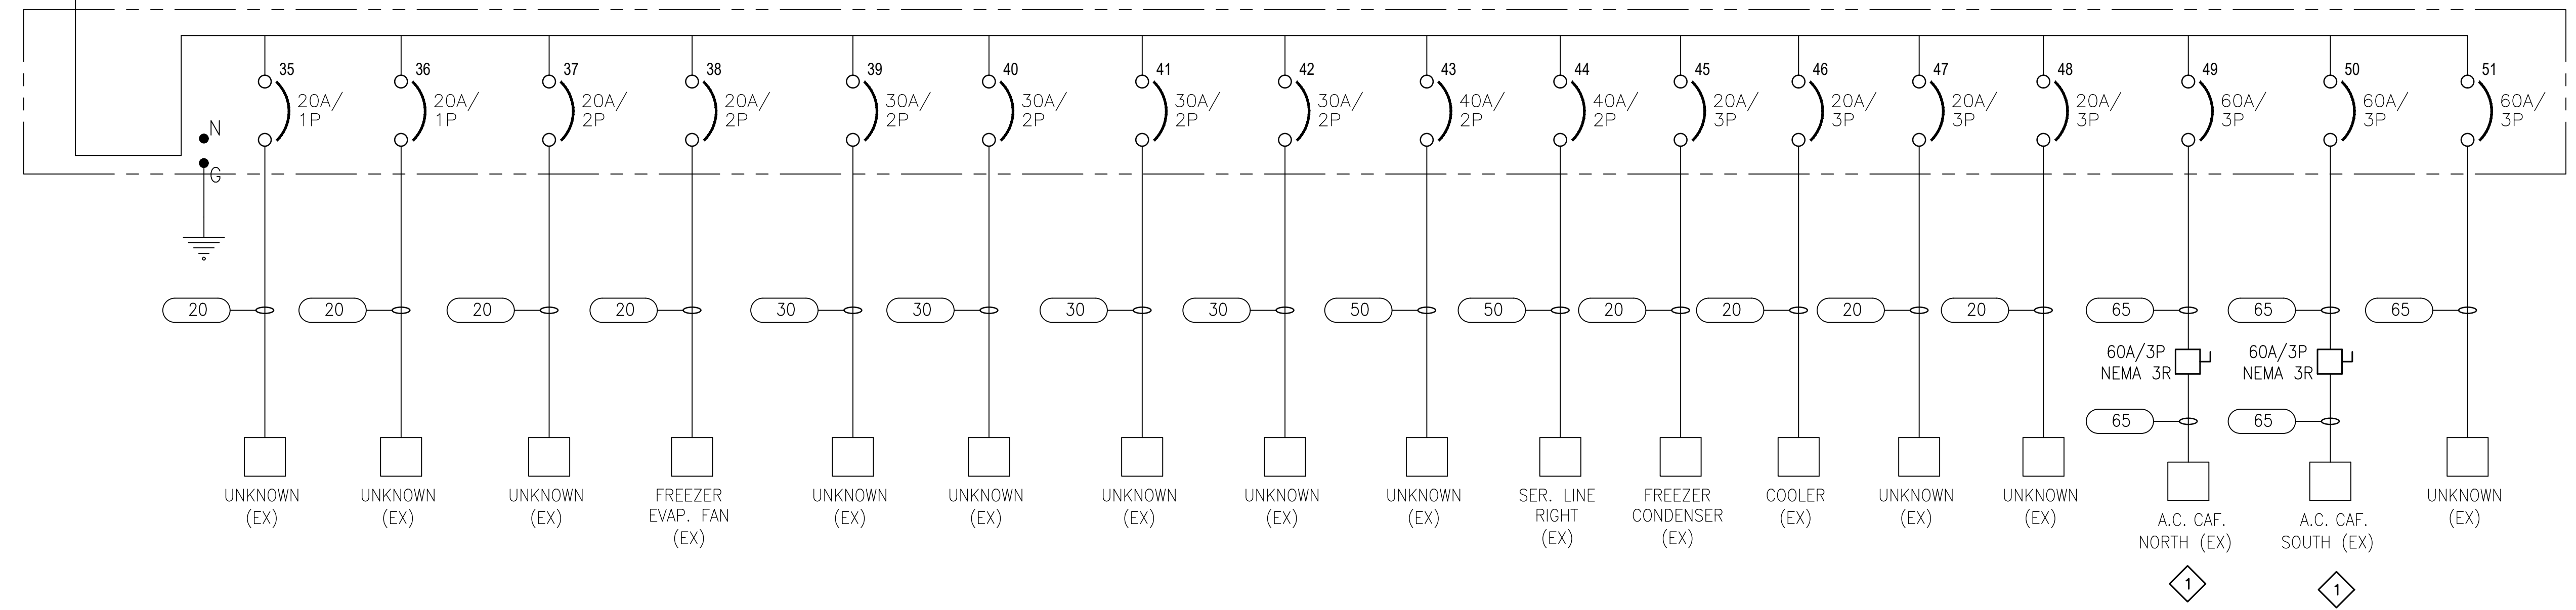 35 36 37 38 39 40 41 42 43 44 45 46 47 48 49 50 51
20A/ 20A/ 20A/ 20A/ 30A/ 30A/ 30A/ 30A/ 40A/ 40A/ 20A/ 20A/ 20A/ 20A/ 60A/ 60A/ 60A/
1P 1P 2P 2P 2P 2P 2P 2P 2P 2P 3P 3P 3P 3P 3P 3P 3P
N
G
20 20 20 20 30 30 30 30 50 50 20 20 20 20 65 65 65
60A/3P 60A/3P
NEMA 3R NEMA 3R
65 65
UNKNOWN
(EX)
UNKNOWN
(EX)
UNKNOWN
(EX)
FREEZER
EVAP. FAN
(EX)
UNKNOWN
(EX)
UNKNOWN
(EX)
UNKNOWN
(EX)
UNKNOWN
(EX)
UNKNOWN
(EX)
SER. LINE
RIGHT
(EX)
FREEZER
CONDENSER
(EX)
COOLER
(EX)
UNKNOWN
(EX)
UNKNOWN
(EX)
A.C. CAF.
NORTH (EX)
1
A.C. CAF.
SOUTH (EX)
1
UNKNOWN
(EX)